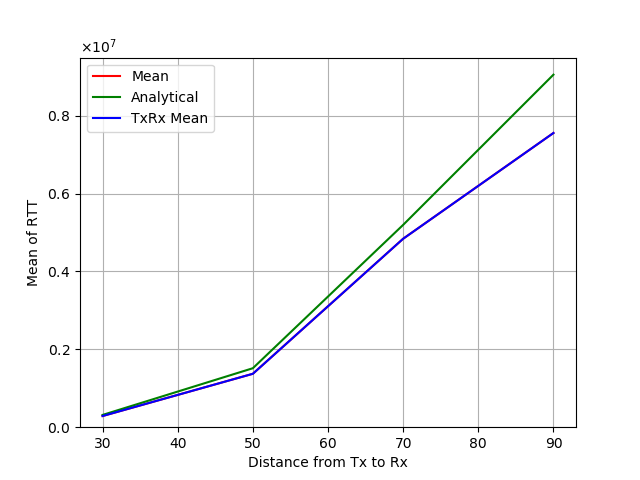 ×10⁷
Mean
Analytical
TxRx Mean
Mean of RTT
0.8
0.6
0.4
0.2
0.0
30 40 50 60 70 80 90
Distance from Tx to Rx